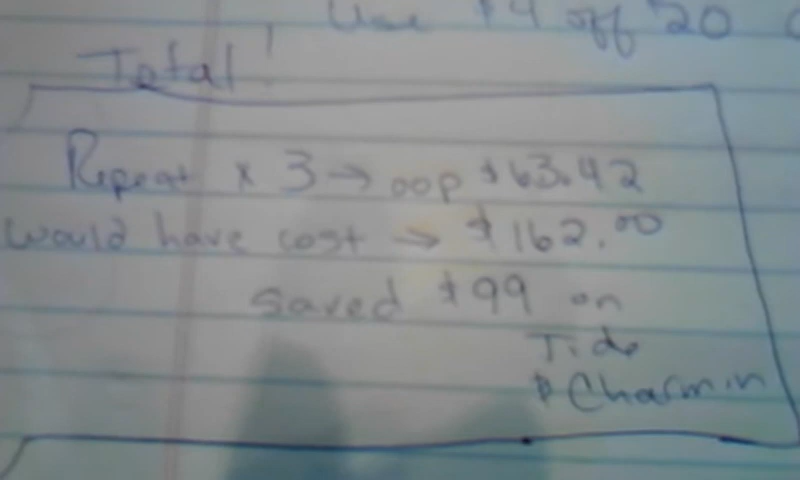 Use $4 off 20
Total!
Repeat x 3 → oop $63.42
would have cost → $162.00
saved $99 on
Tide
& Charmin